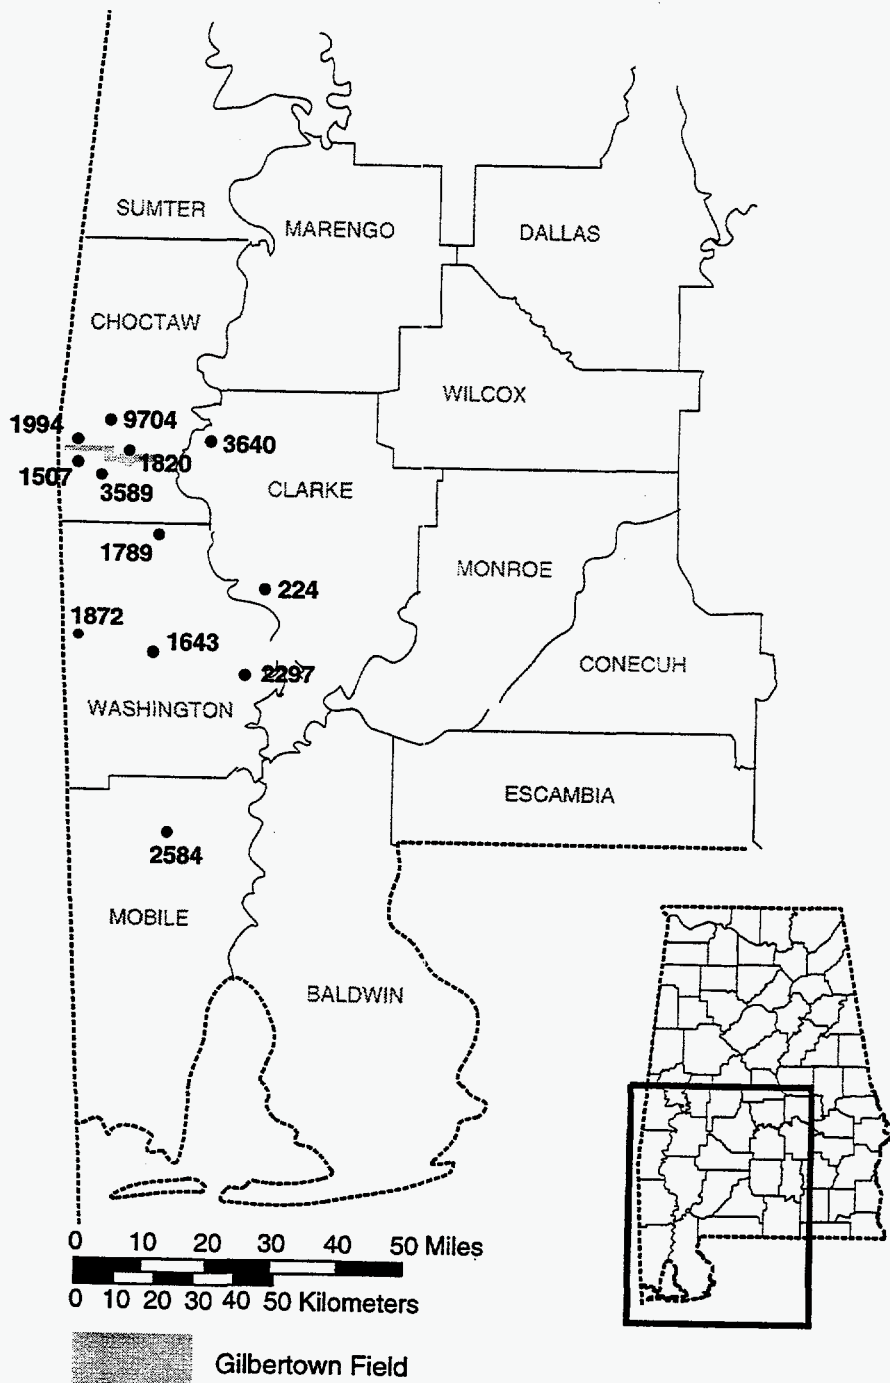 SUMTER
MARENGO
DALLAS
CHOCTAW
WILCOX
1994
9704
3640
1820
1507
3589
CLARKE
1789
MONROE
224
1872
1643
2297
CONECUH
WASHINGTON
ESCAMBIA
2584
MOBILE
BALDWIN
0 10 20 30 40 50 Miles
0 10 20 30 40 50 Kilometers
Gilbertown Field